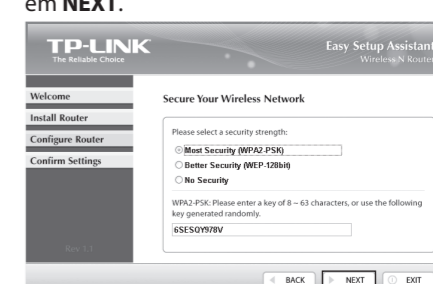 em NEXT.
TP-LINK
The Reliable Choice
Easy Setup Assistant
Wireless N Router
Welcome
Install Router
Configure Router
Confirm Settings
Rev: 1.1
Secure Your Wireless Network
Please select a security strength:
Most Security (WPA2-PSK)
Better Security (WEP-128bit)
No Security
WPA2-PSK: Please enter a key of 8 ~ 63 characters, or use the following
key generated randomly.
6SESQY978V
BACK
NEXT
EXIT